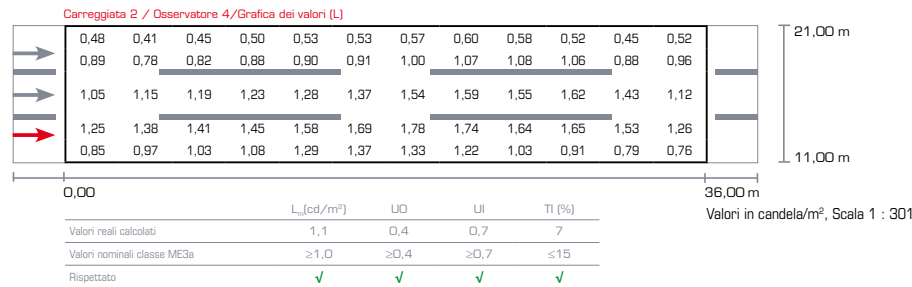 Carreggiata 2 / Osservatore 4/Grafica dei valori (L)
0,48 0,41 0,45 0,50 0,53 0,53 0,57 0,60 0,58 0,52 0,45 0,52
21,00 m
0,89 0,78 0,82 0,88 0,90 0,91 1,00 1,07 1,08 1,06 0,88 0,96
1,05 1,15 1,19 1,23 1,28 1,37 1,54 1,59 1,55 1,62 1,43 1,12
1,25 1,38 1,41 1,45 1,58 1,69 1,78 1,74 1,64 1,65 1,53 1,26
0,85 0,97 1,03 1,08 1,29 1,37 1,33 1,22 1,03 0,91 0,79 0,76
11,00 m
0,00 36,00 m
Valori in candela/m², Scala 1 : 301
Lm(cd/m²) UO UI TI (%)
Valori reali calcolati 1,1 0,4 0,7 7
Valori nominali classe ME3a ≥1,0 ≥0,4 ≥0,7 ≤15
Rispettato √ √ √ √